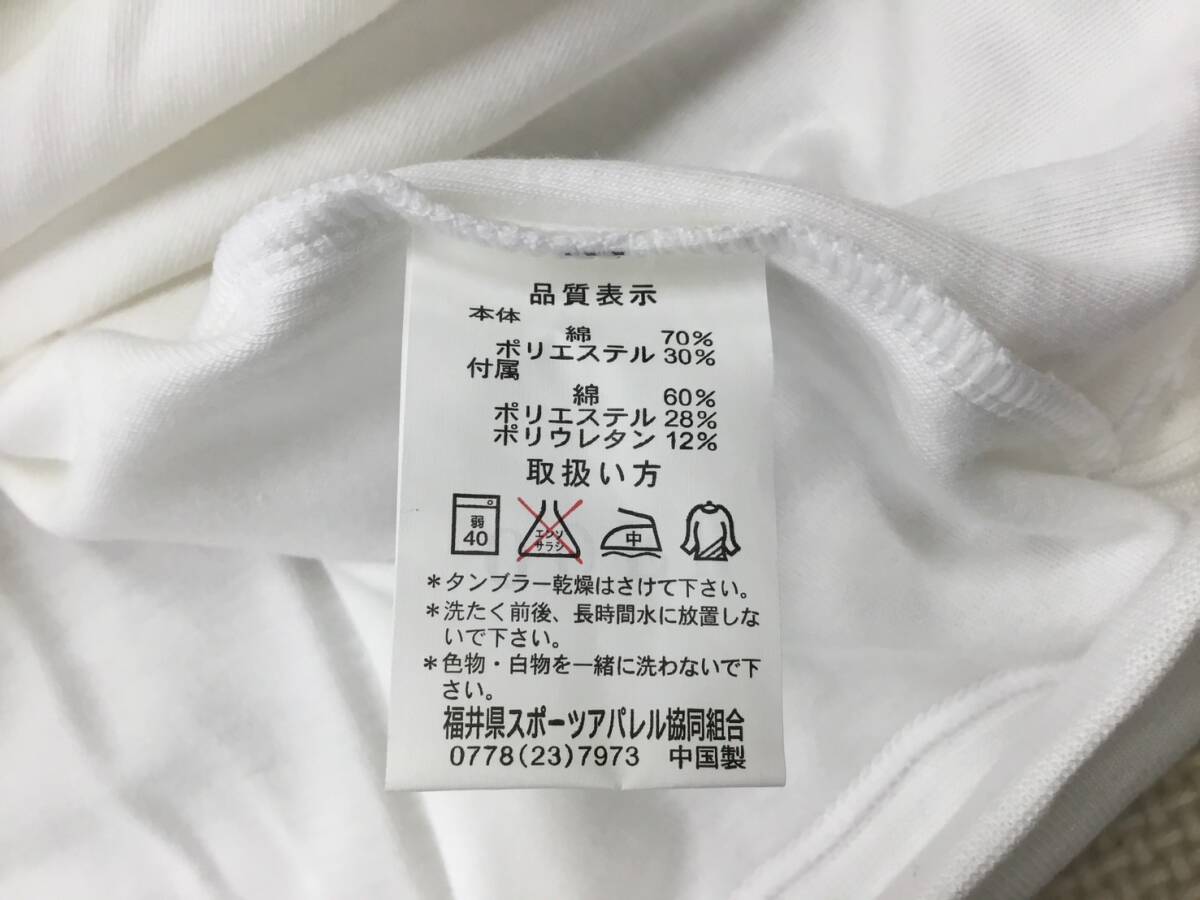 品質表示
本体
綿 70%
ポリエステル 30%
付属
綿 60%
ポリエステル 28%
ポリウレタン 12%
取扱い方
弱
40
エンソ
サラシ
中
*タンブラー乾燥はさけて下さい。
*洗たく前後、長時間水に放置しな
いで下さい。
*色物・白物を一緒に洗わないで下
さい。
福井県スポーツアパレル協同組合
0778(23)7973 中国製